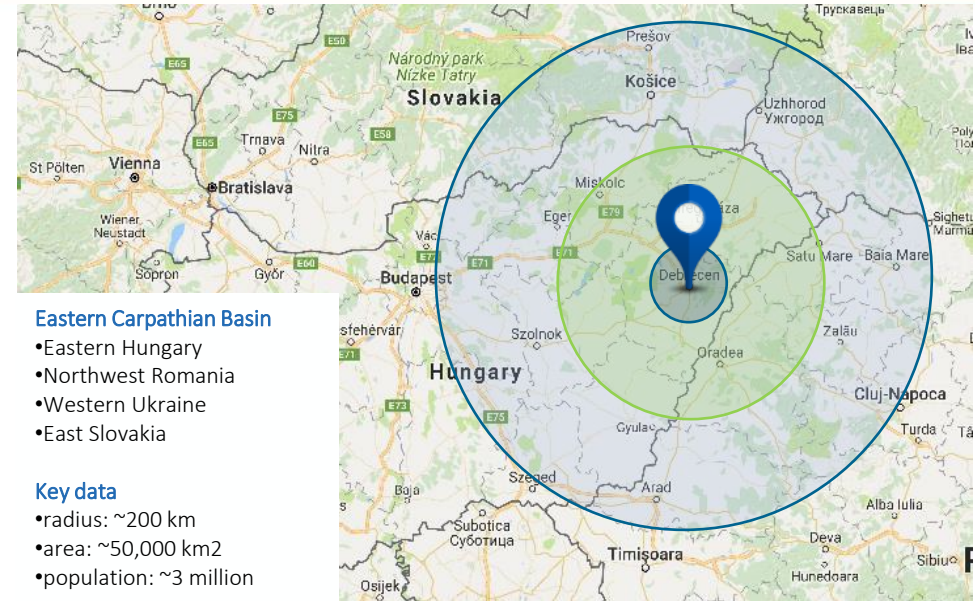 Трускавець
E50
Prešov
E65
Národný park
Nízke Tatry
Košice
Slovakia
Uzhhorod
Ужгород
E75
E58
E65
Trnava
Nitra
St Pölten
Vienna
Bratislava
Miskolc
Wiener
Neustadt
Eger
E79
Vác
Sopron
Győr
E60
E71
Satu Mare
Baia Mare
Budapest
Debrecen
Eastern Carpathian Basin
•Eastern Hungary
•Northwest Romania
•Western Ukraine
•East Slovakia
Key data
•radius: ~200 km
•area: ~50,000 km2
•population: ~3 million
E71
Szolnok
Zalău
Oradea
Hungary
Cluj-Napoca
E73
E75
Gyula
Turda
Szeged
Baja
Arad
Alba Iulia
Subotica
Суботица
Timișoara
Deva
Sibiu
Hunedoara
Osijek